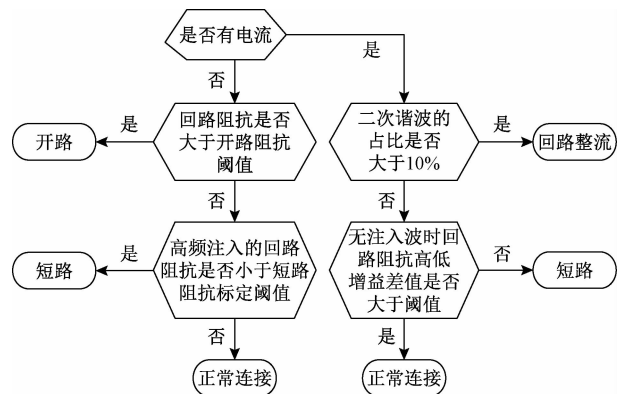 是否有电流
是
否
回路阻抗是否
大于开路阻抗
阈值
是
开路
二次谐波的
占比是否
大于10%
是
回路整流
否
否
高频注入的回路
阻抗是否小于短路
阻抗标定阈值
是
短路
无注入波时回
路阻抗高低
增益差值是否
大于阈值
否
短路
否
是
正常连接
正常连接